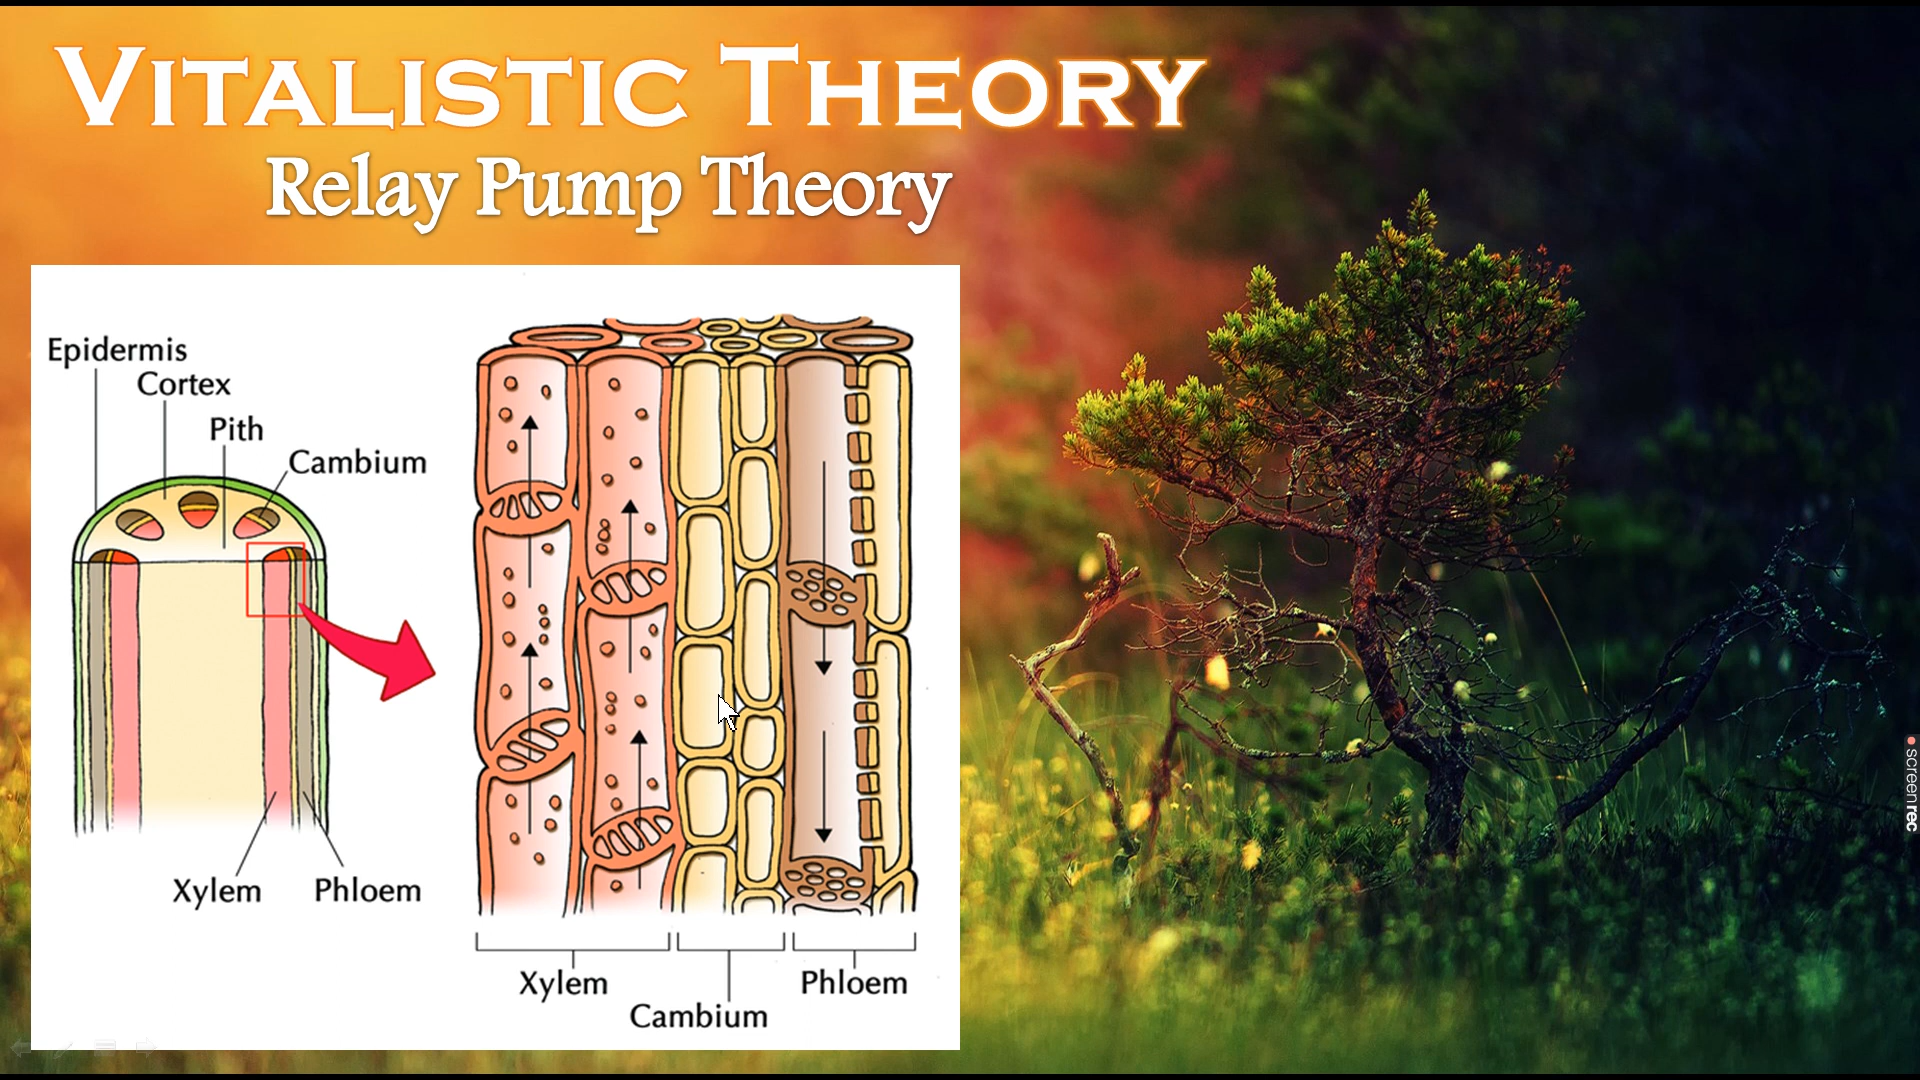 Vitalistic Theory
Relay Pump Theory
Epidermis
Cortex
Pith
Cambium
Xylem
Phloem
Xylem
Cambium
Phloem
screenrec